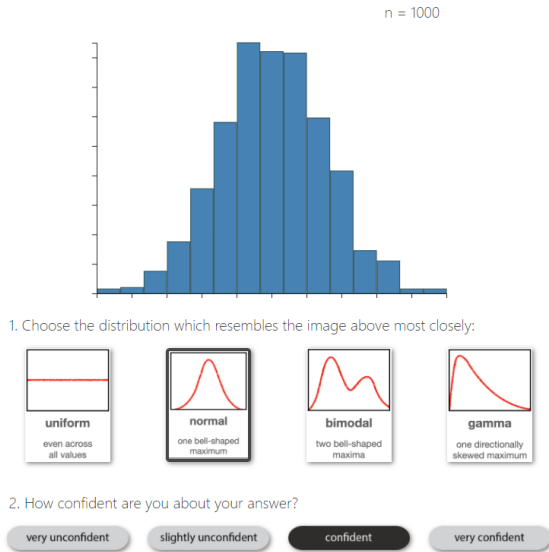 n = 1000
1. Choose the distribution which resembles the image above most closely:
uniform
even across
all values
normal
one bell-shaped
maximum
bimodal
two bell-shaped
maxima
gamma
one directionally
skewed maximum
2. How confident are you about your answer?
very unconfident
slightly unconfident
confident
very confident